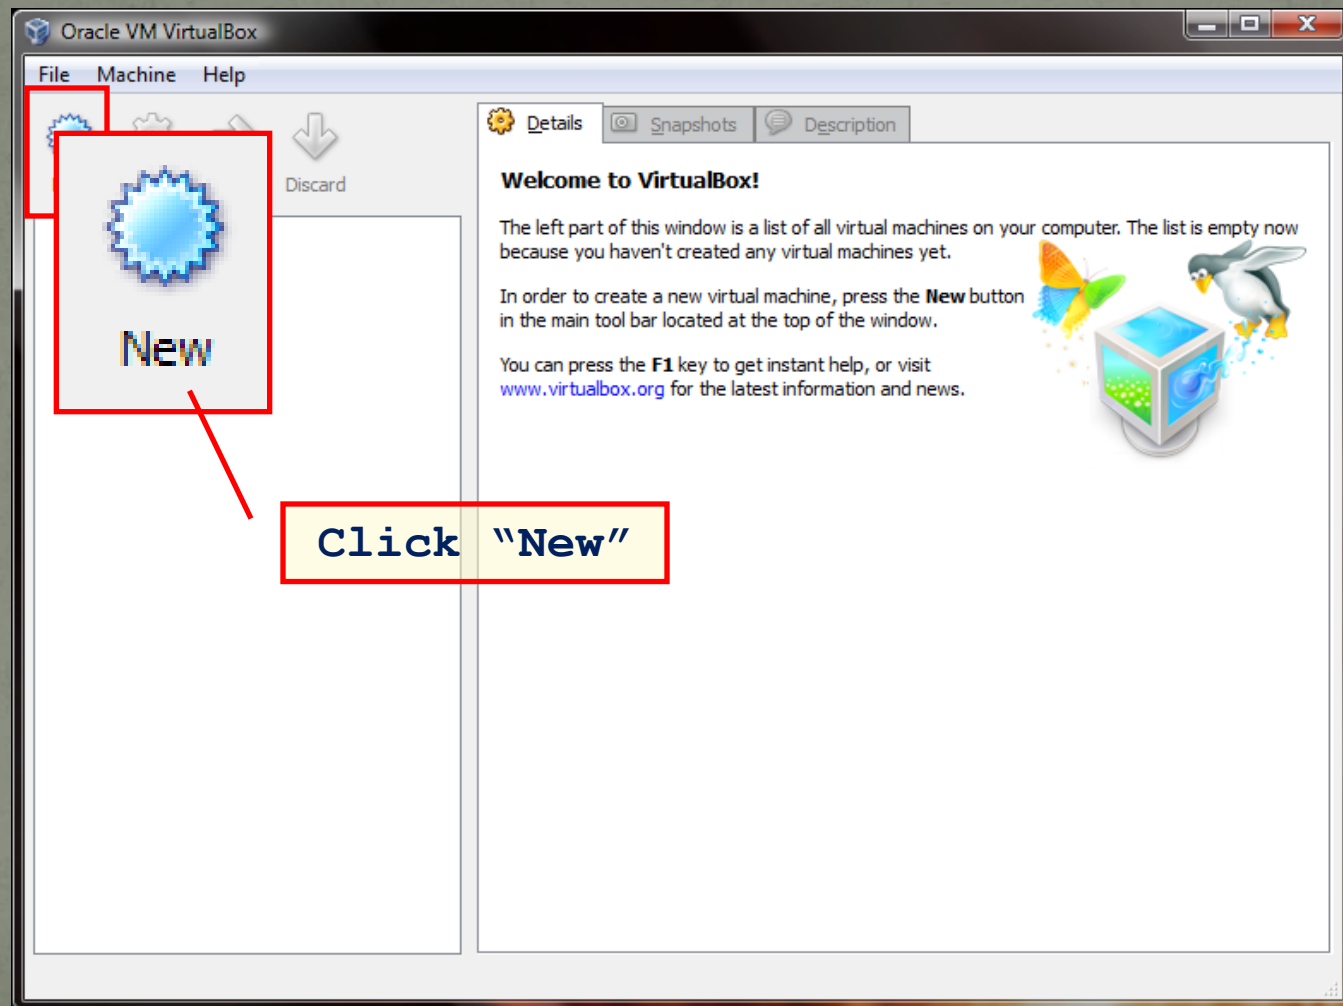 Oracle VM VirtualBox
File Machine Help
Discard
New
Details Snapshots Description
Welcome to VirtualBox!
The left part of this window is a list of all virtual machines on your computer. The list is empty now
because you haven't created any virtual machines yet.
In order to create a new virtual machine, press the New button
in the main tool bar located at the top of the window.
You can press the F1 key to get instant help, or visit
www.virtualbox.org for the latest information and news.
Click “New”